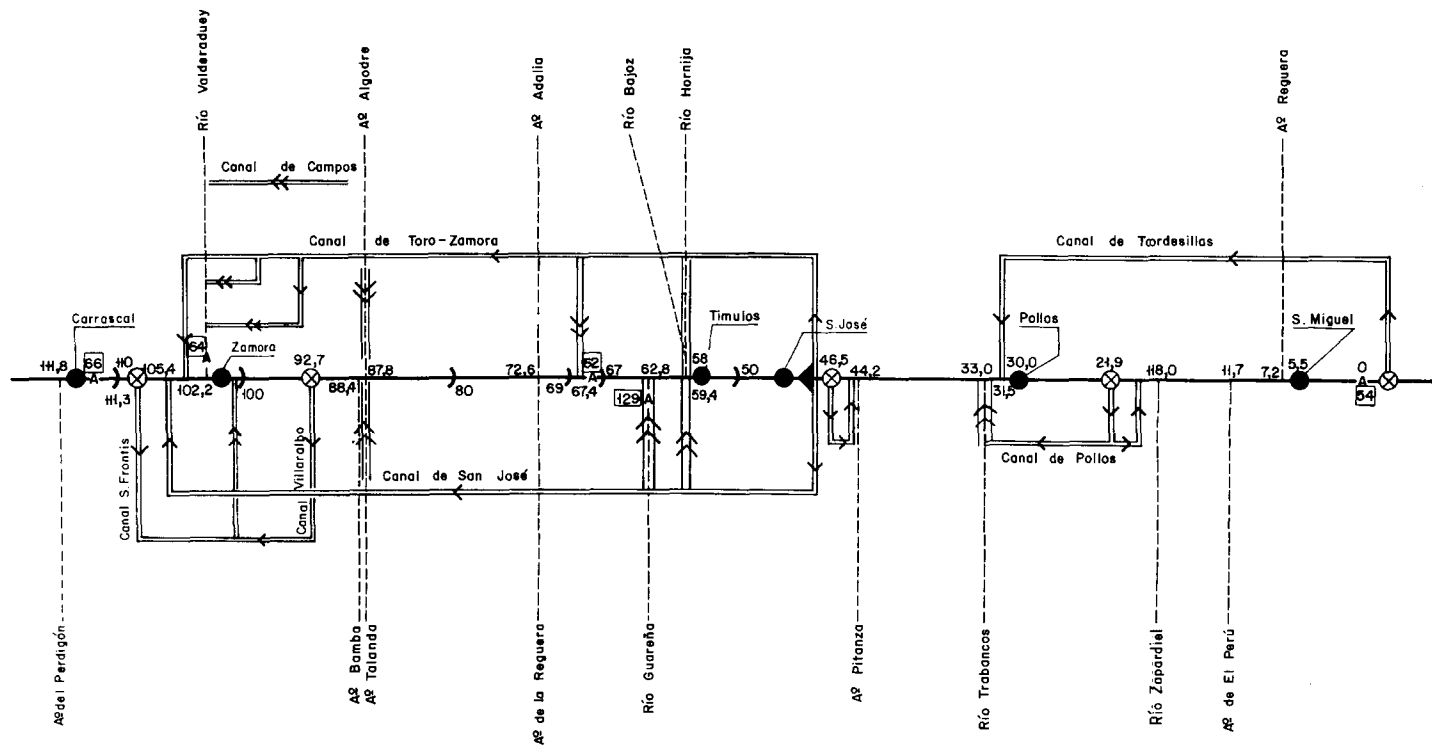 Río Valderaduey
Aº Algodre
Aº Adalia
Río Bajoz
Río Hornija
Aº Reguera
Canal de Campos
Canal de Toro-Zamora
Canal de Toordesillas
Carrascal
Zamora
Tímulos
S. José
Pollos
S. Miguel
111,8
66
A
110
111,3
105,4
64
A
102,2
100
92,7
88,4
87,8
80
72,6
69
62
A
67
67,4
129
A
62,8
58
59,4
50
46,5
44,2
33,0
31,5
30,0
21,9
118,0
11,7
7,2
5,5
0
A
54
Canal S. Frontis
Canal Villaralbo
Canal de San José
Canal de Pollos
Aº del Perdigón
Aº Bamba
Aº Talanda
Aº de la Reguera
Río Guareña
Aº Pitanza
Río Trabancos
Río Zapardiel
Aº de El Perú